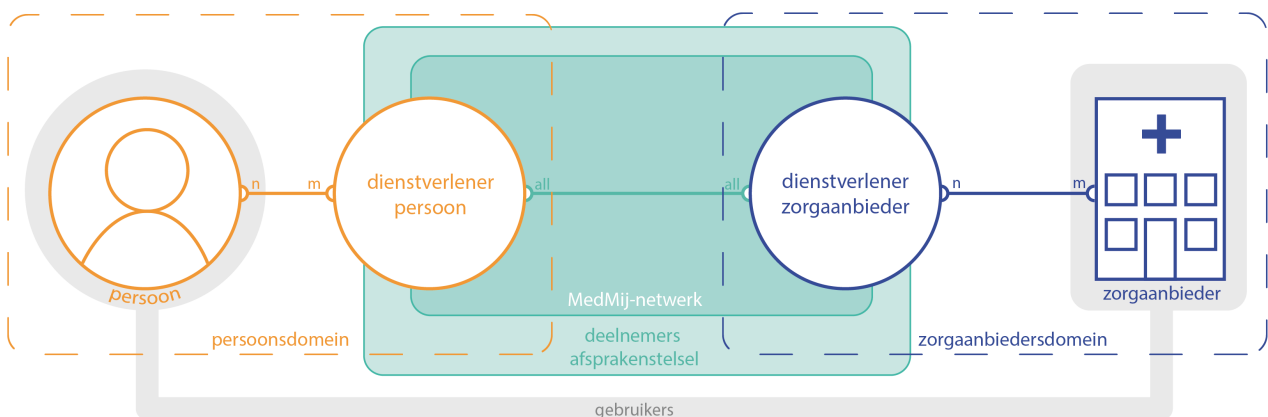 n
m
dienstverlener
persoon
all
all
dienstverlener
zorgaanbieder
n
m
persoon
MedMij-netwerk
zorgaanbieder
persoonsdomein
deelnemers
afsprakenstelsel
zorgaanbiedersdomein
gebruikers